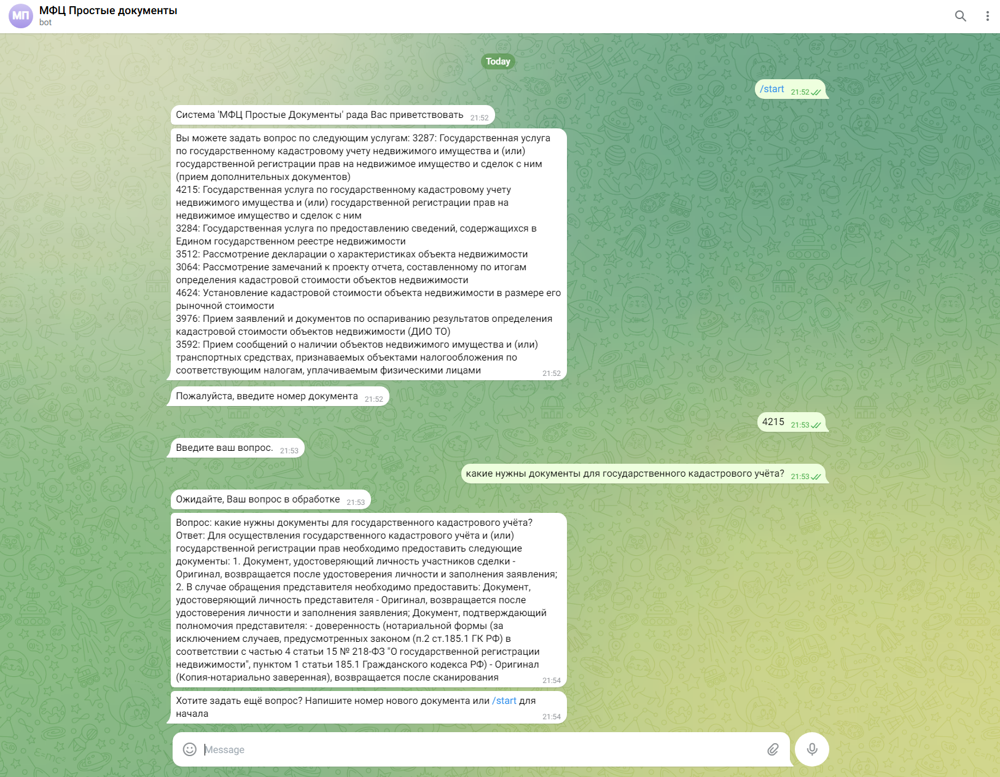 МП
МФЦ Простые документы
bot
Today
/start 21:52
Система 'МФЦ Простые Документы' рада Вас приветствовать 21:52
Вы можете задать вопрос по следующим услугам: 3287: Государственная услуга
по государственному кадастровому учету недвижимого имущества и (или)
государственной регистрации прав на недвижимое имущество и сделок с ним
(прием дополнительных документов)
4215: Государственная услуга по государственному кадастровому учету
недвижимого имущества и (или) государственной регистрации прав на
недвижимое имущество и сделок с ним
3284: Государственная услуга по предоставлению сведений, содержащихся в
Едином государственном реестре недвижимости
3512: Рассмотрение декларации о характеристиках объекта недвижимости
3064: Рассмотрение замечаний к проекту отчета, составленному по итогам
определения кадастровой стоимости объектов недвижимости
4624: Установление кадастровой стоимости объекта недвижимости в размере его
рыночной стоимости
3976: Прием заявлений и документов по оспариванию результатов определения
кадастровой стоимости объектов недвижимости (ДИО ТО)
3592: Прием сообщений о наличии объектов недвижимого имущества и (или)
транспортных средствах, признаваемых объектами налогообложения по
соответствующим налогам, уплачиваемым физическими лицами 21:52
Пожалуйста, введите номер документа 21:52
4215 21:53
Введите ваш вопрос. 21:53
какие нужны документы для государственного кадастрового учёта? 21:53
Ожидайте, Ваш вопрос в обработке 21:53
Вопрос: какие нужны документы для государственного кадастрового учёта?
Ответ: Для осуществления государственного кадастрового учёта и (или)
государственной регистрации прав необходимо предоставить следующие
документы: 1. Документ, удостоверяющий личность участников сделки -
Оригинал, возвращается после удостоверения личности и заполнения заявления;
2. В случае обращения представителя необходимо предоставить: Документ,
удостоверяющий личность представителя - Оригинал, возвращается после
удостоверения личности и заполнения заявления; Документ, подтверждающий
полномочия представителя: - доверенность (нотариальной формы (за
исключением случаев, предусмотренных законом (п.2 ст.185.1 ГК РФ) в
соответствии с частью 4 статьи 15 № 218-ФЗ "О государственной регистрации
недвижимости", пунктом 1 статьи 185.1 Гражданского кодекса РФ) - Оригинал
(Копия-нотариально заверенная), возвращается после сканирования 21:54
Хотите задать ещё вопрос? Напишите номер нового документа или /start для
начала 21:54
Message